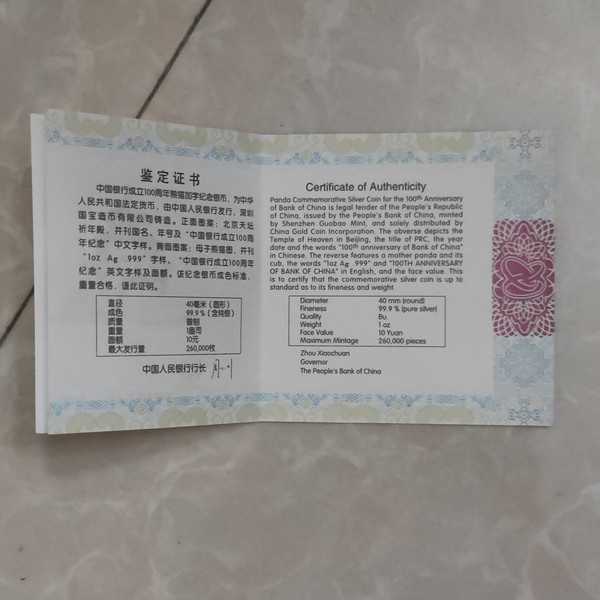 鉴定证书
中国银行成立100周年熊猫加字纪念银币，为中华
人民共和国法定货币，由中国人民银行发行，深圳
国宝造币有限公司铸造。正面图案：北京天坛
祈年殿，并刊国名、年号及“中国银行成立100周
年纪念”中文字样。背面图案：母子熊猫图，并刊
“1oz Ag .999”字样、“中国银行成立100周年
纪念”英文字样及面额。该纪念银币成色标准，
重量合格，谨此证明。
直径 40毫米（圆形）
成色 99.9%（含纯银）
质量 普制
重量 1盎司
面额 10元
最大发行量 260,000枚
中国人民银行行长
Certificate of Authenticity
Panda Commemorative Silver Coin for the 100th Anniversary
of Bank of China is legal tender of the People's Republic
of China, issued by the People's Bank of China, minted
by Shenzhen Guobao Mint, and solely distributed by
China Gold Coin Incorporation. The obverse depicts the
Temple of Heaven in Beijing, the title of PRC, the year
date and the words "100th anniversary of Bank of China"
in Chinese. The reverse features a mother panda and its
cub, the words "1oz Ag .999" and "100TH ANNIVERSARY
OF BANK OF CHINA" in English, and the face value. This
is to certify that the commemorative silver coin is up to
standard as to its fineness and weight.
Diameter 40 mm (round)
Fineness 99.9 % (pure silver)
Quality Bu.
Weight 1 oz
Face Value 10 Yuan
Maximum Mintage 260,000 pieces
Zhou Xiaochuan
Governor
The People's Bank of China